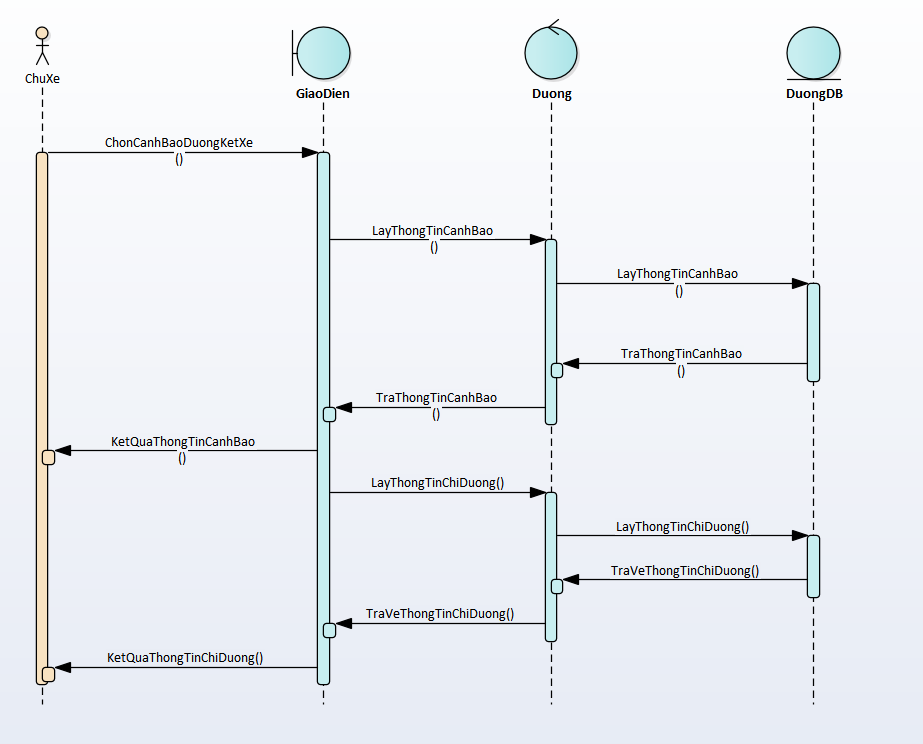 ChuXe
GiaoDien
Duong
DuongDB
ChonCanhBaoDuongKetXe
()
LayThongTinCanhBao
()
LayThongTinCanhBao
()
TraThongTinCanhBao
()
TraThongTinCanhBao
()
KetQuaThongTinCanhBao
()
LayThongTinChiDuong()
LayThongTinChiDuong()
TraVeThongTinChiDuong()
TraVeThongTinChiDuong()
KetQuaThongTinChiDuong()